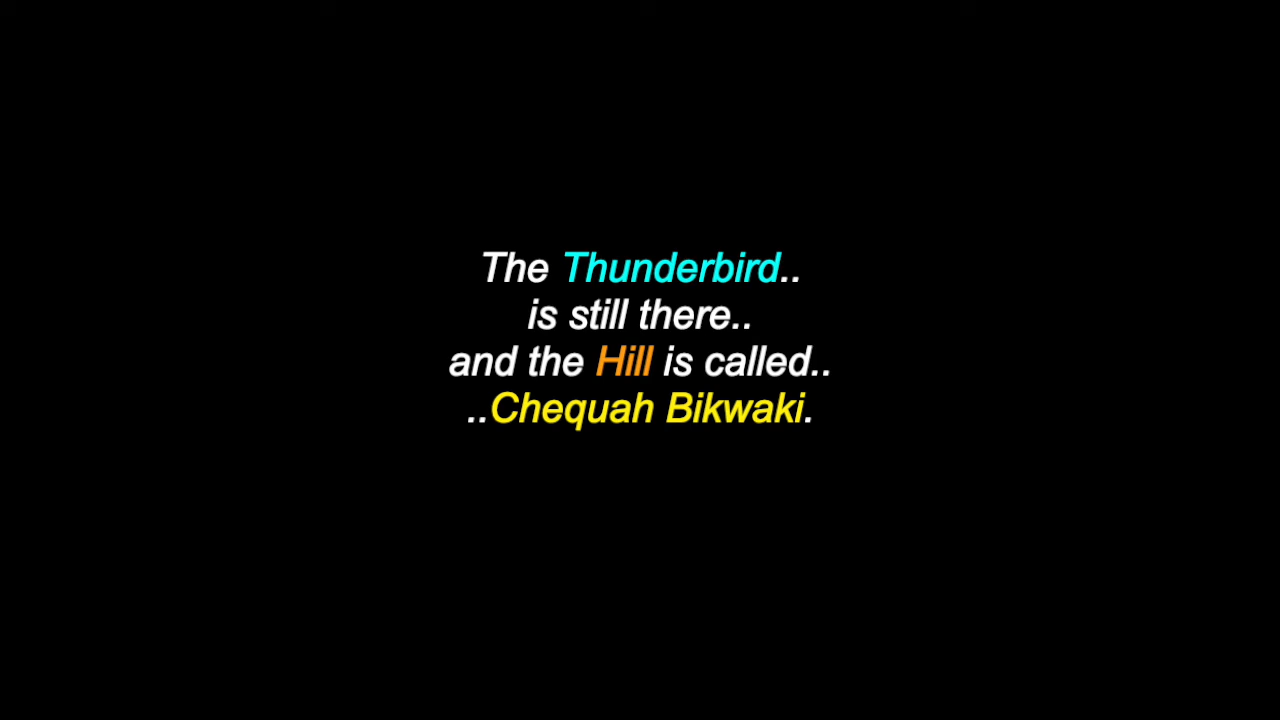 The Thunderbird..
is still there..
and the Hill is called..
..Chequah Bikwaki.